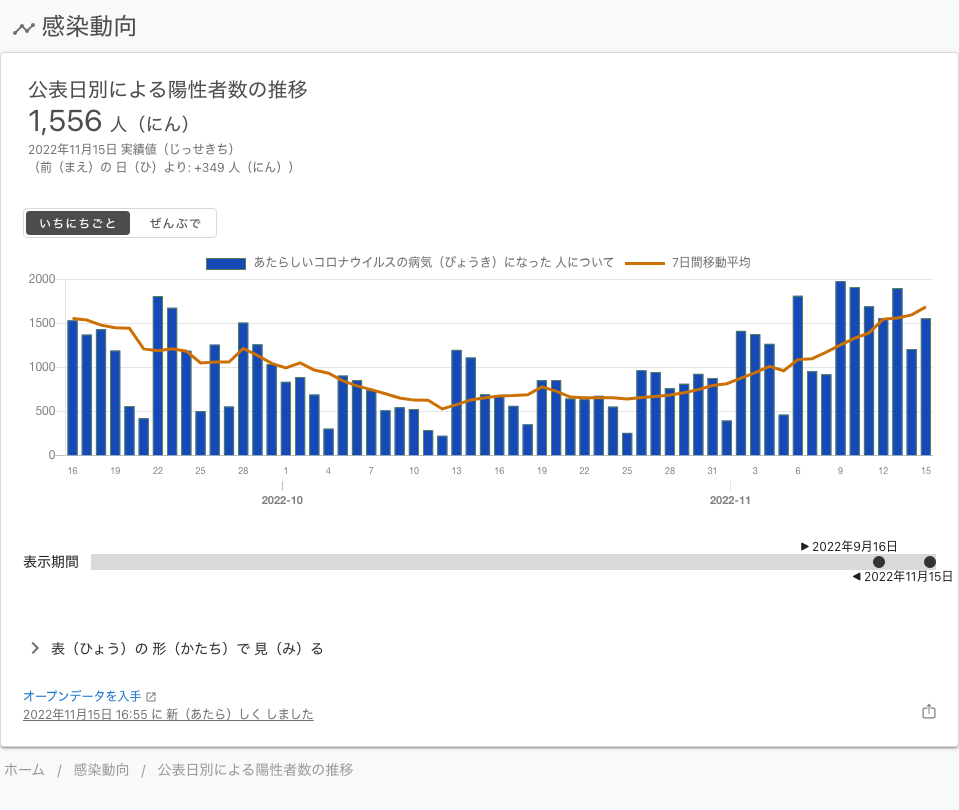 感染動向
公表日別による陽性者数の推移
1,556 人（にん）
2022年11月15日 実績値（じっせきち）
（前（まえ）の 日（ひ）より: +349 人（にん））
いちにちごと ぜんぶで
あたらしいコロナウイルスの病気（びょうき）になった 人について 7日間移動平均
2000
1500
1000
500
0
16 19 22 25 28 1 4 7 10 13 16 19 22 25 28 31 3 6 9 12 15
2022-10 2022-11
2022年9月16日
表示期間
2022年11月15日
表（ひょう）の 形（かたち）で 見（み）る
オープンデータを入手
2022年11月15日 16:55 に 新（あたら）しく しました
ホーム / 感染動向 / 公表日別による陽性者数の推移